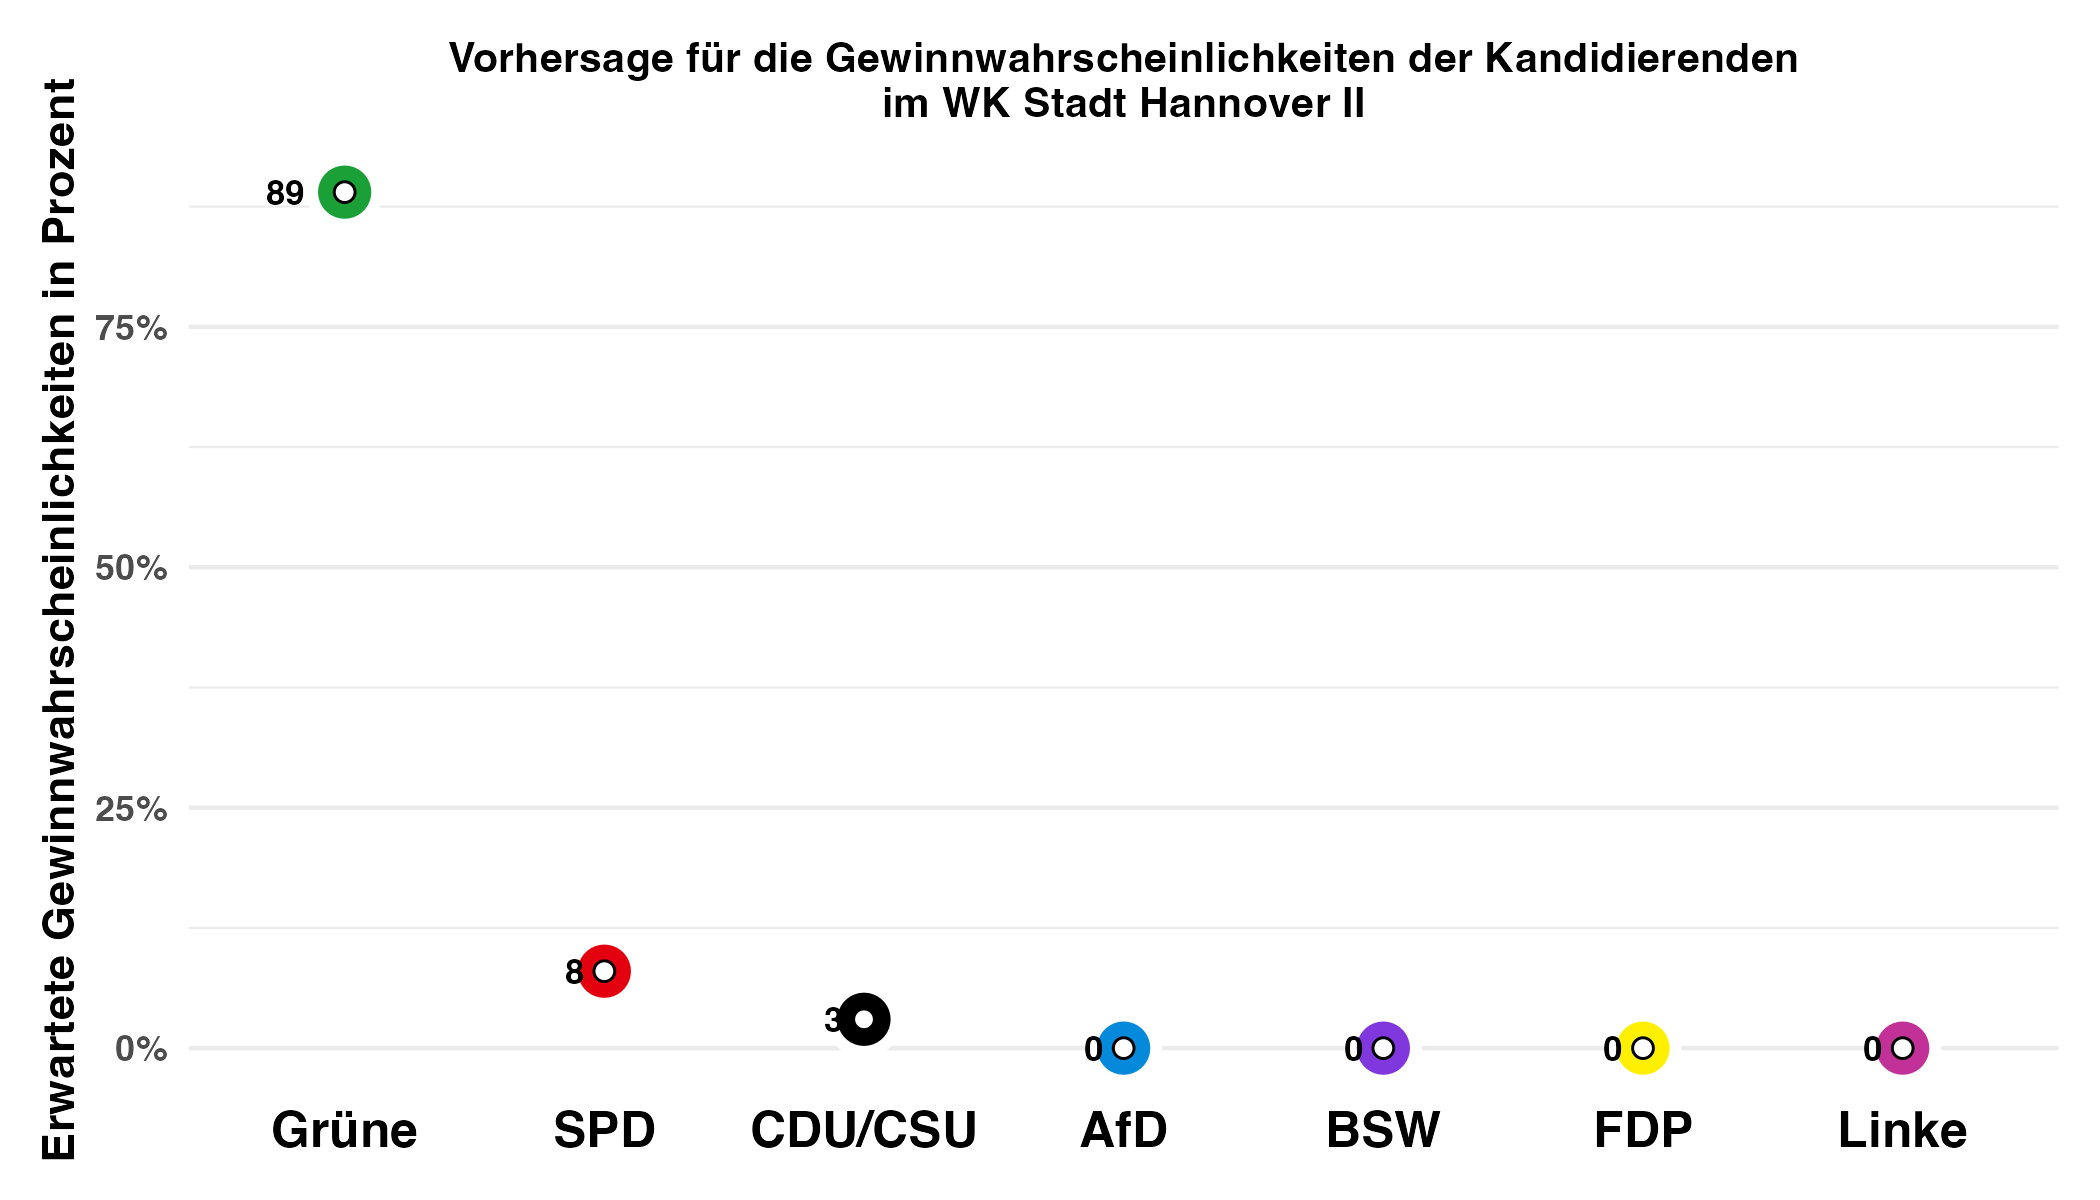 Vorhersage für die Gewinnwahrscheinlichkeiten der Kandidierenden
im WK Stadt Hannover II
Erwartete Gewinnwahrscheinlichkeiten in Prozent
89
75%
50%
25%
8
3
0%
0
0
0
0
Grüne
SPD
CDU/CSU
AfD
BSW
FDP
Linke